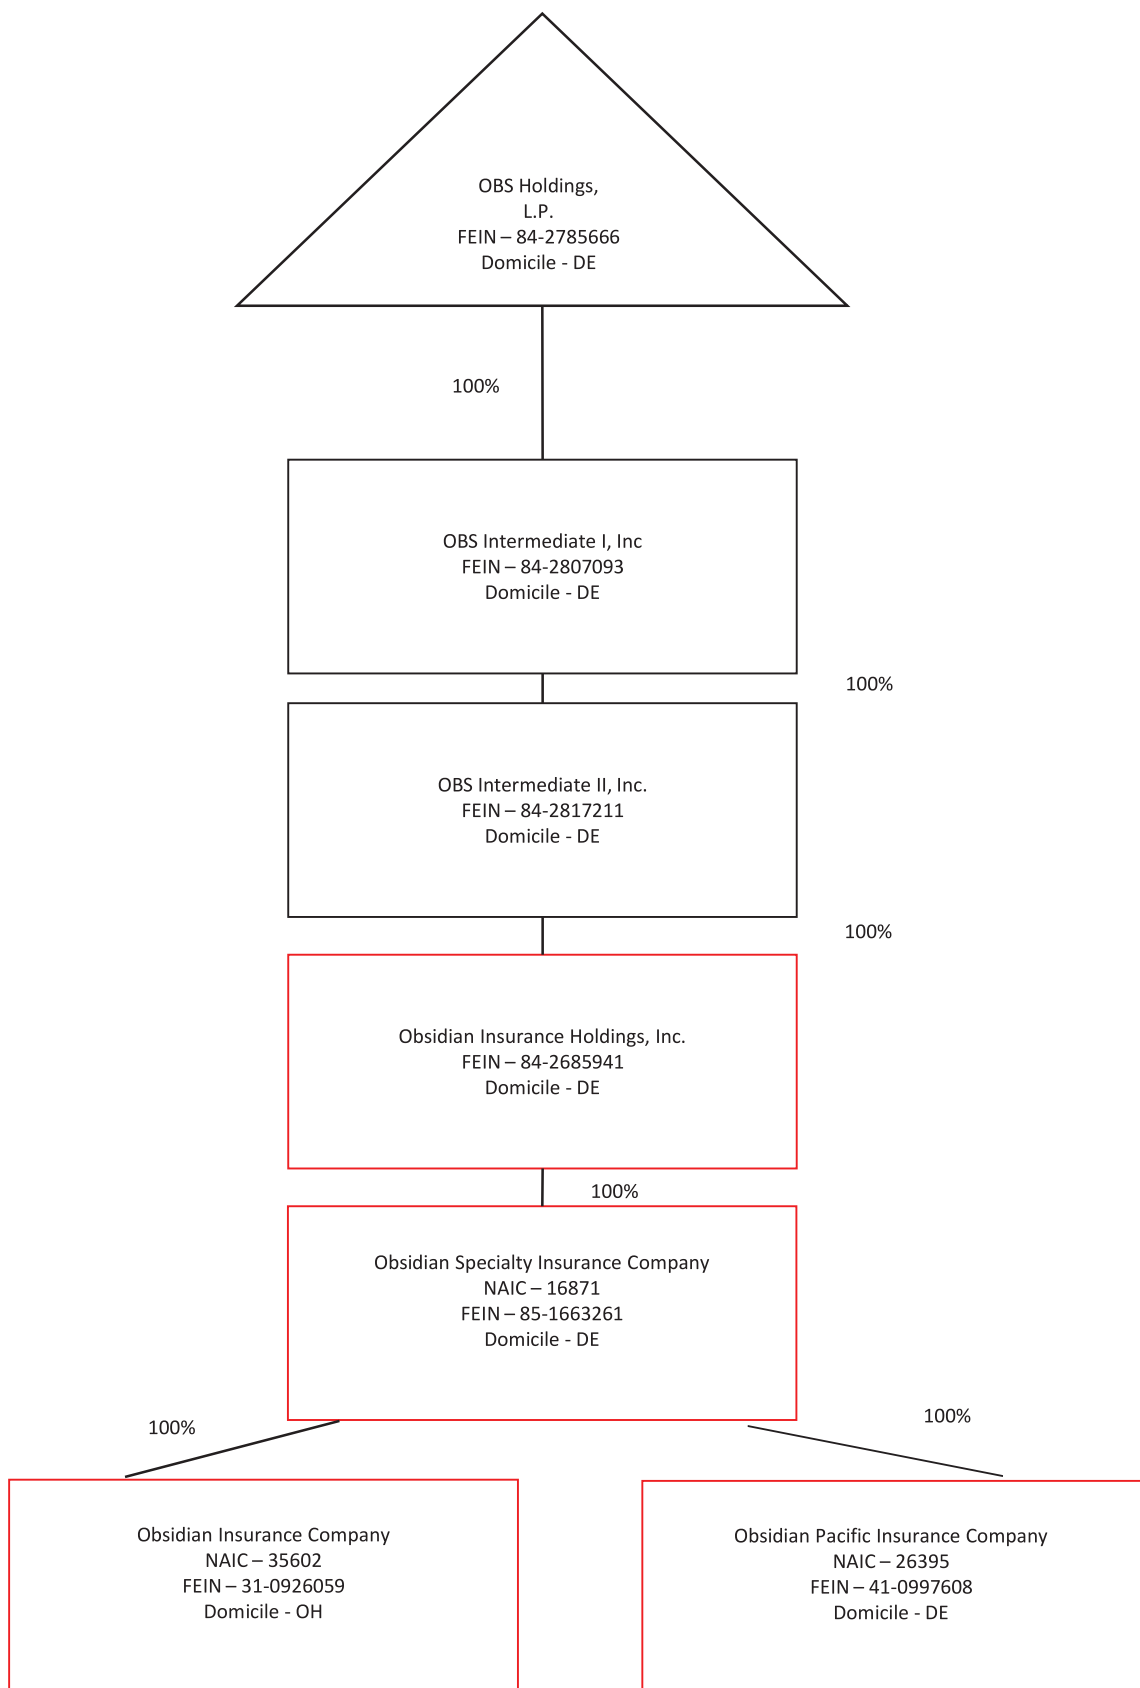 OBS Holdings,
L.P.
FEIN – 84-2785666
Domicile - DE
100%
OBS Intermediate I, Inc
FEIN – 84-2807093
Domicile - DE
100%
OBS Intermediate II, Inc.
FEIN – 84-2817211
Domicile - DE
100%
Obsidian Insurance Holdings, Inc.
FEIN – 84-2685941
Domicile - DE
100%
Obsidian Specialty Insurance Company
NAIC – 16871
FEIN – 85-1663261
Domicile - DE
100%
100%
Obsidian Insurance Company
NAIC – 35602
FEIN – 31-0926059
Domicile - OH
Obsidian Pacific Insurance Company
NAIC – 26395
FEIN – 41-0997608
Domicile - DE